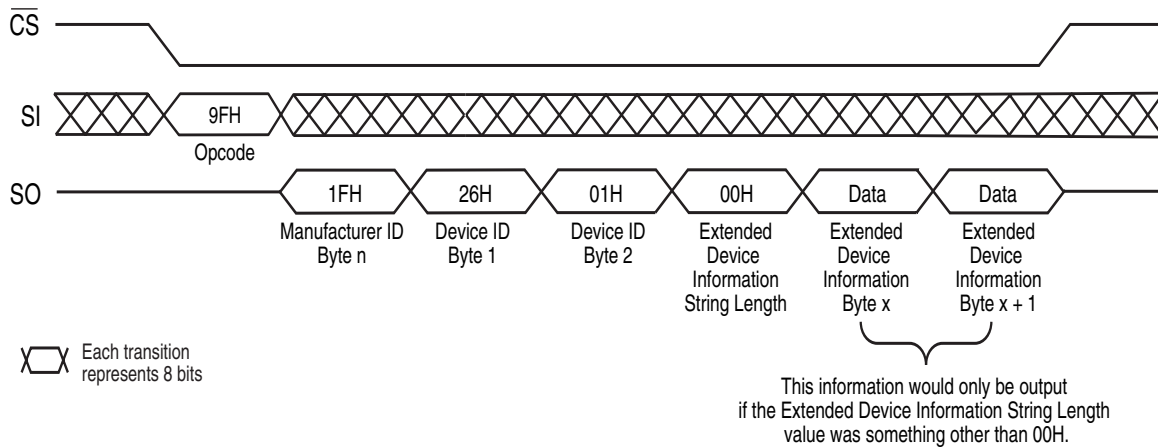 CS
SI
9FH
Opcode
SO
1FH
26H
01H
00H
Data
Data
Manufacturer ID
Byte n
Device ID
Byte 1
Device ID
Byte 2
Extended
Device
Information
String Length
Extended
Device
Information
Byte x
Extended
Device
Information
Byte x + 1
Each transition
represents 8 bits
This information would only be output
if the Extended Device Information String Length
value was something other than 00H.